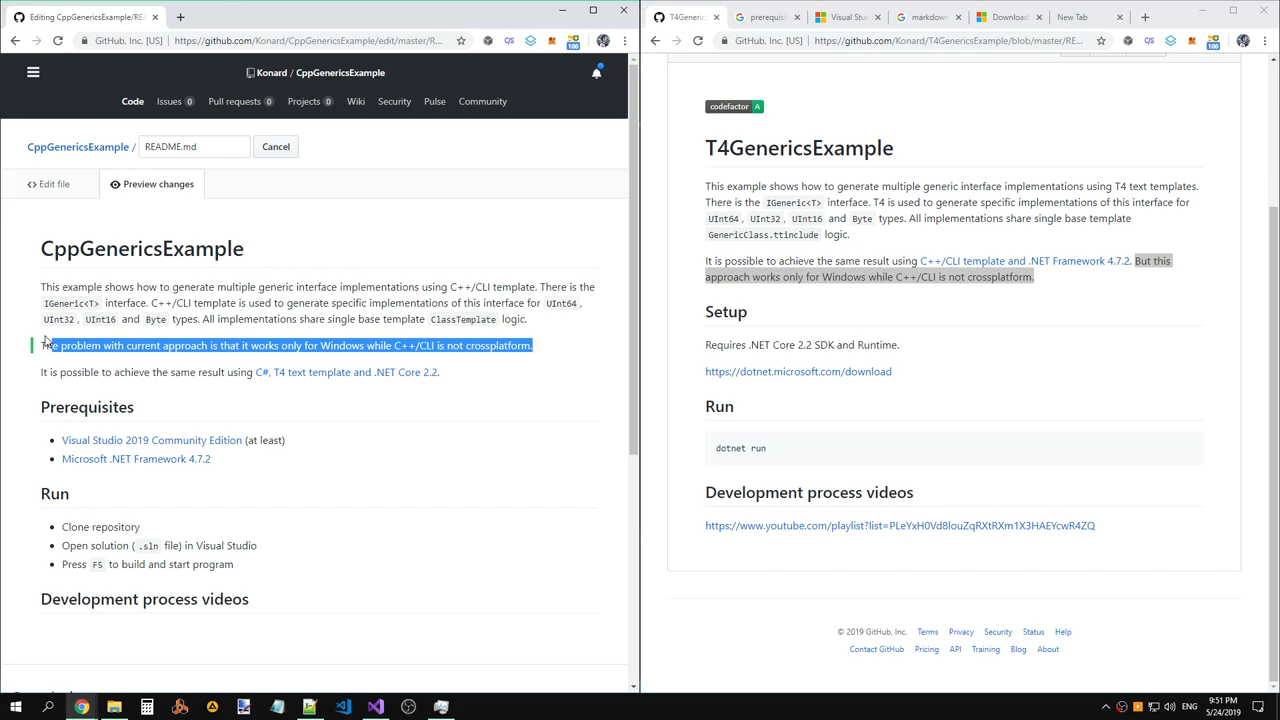 Editing CppGenericsExample/REA
GitHub, Inc. [US] https://github.com/Konard/CppGenericsExample/edit/master/R...
100
Konard / CppGenericsExample
Code Issues 0 Pull requests 0 Projects 0 Wiki Security Pulse Community
CppGenericsExample / README.md Cancel
Edit file Preview changes
CppGenericsExample
This example shows how to generate multiple generic interface implementations using C++/CLI template. There is the
IGeneric<T> interface. C++/CLI template is used to generate specific implementations of this interface for UInt64 ,
UInt32 , UInt16 and Byte types. All implementations share single base template ClassTemplate logic.
The problem with current approach is that it works only for Windows while C++/CLI is not crossplatform.
It is possible to achieve the same result using C#, T4 text template and .NET Core 2.2.
Prerequisites
Visual Studio 2019 Community Edition (at least)
Microsoft .NET Framework 4.7.2
Run
Clone repository
Open solution ( .sln file) in Visual Studio
Press F5 to build and start program
Development process videos
T4Generics prerequisi Visual Stu markdown Download New Tab
GitHub, Inc. [US] https://github.com/Konard/T4GenericsExample/blob/master/RE...
100
codefactor A
T4GenericsExample
This example shows how to generate multiple generic interface implementations using T4 text templates.
There is the IGeneric<T> interface. T4 is used to generate specific implementations of this interface for
UInt64 , UInt32 , UInt16 and Byte types. All implementations share single base template
GenericClass.ttinclude logic.
It is possible to achieve the same result using C++/CLI template and .NET Framework 4.7.2. But this
approach works only for Windows while C++/CLI is not crossplatform.
Setup
Requires .NET Core 2.2 SDK and Runtime.
https://dotnet.microsoft.com/download
Run
dotnet run
Development process videos
https://www.youtube.com/playlist?list=PLeYxH0Vd8louZqRXtRXm1X3HAEYcwR4ZQ
© 2019 GitHub, Inc. Terms Privacy Security Status Help
Contact GitHub Pricing API Training Blog About
ENG
9:51 PM
5/24/2019